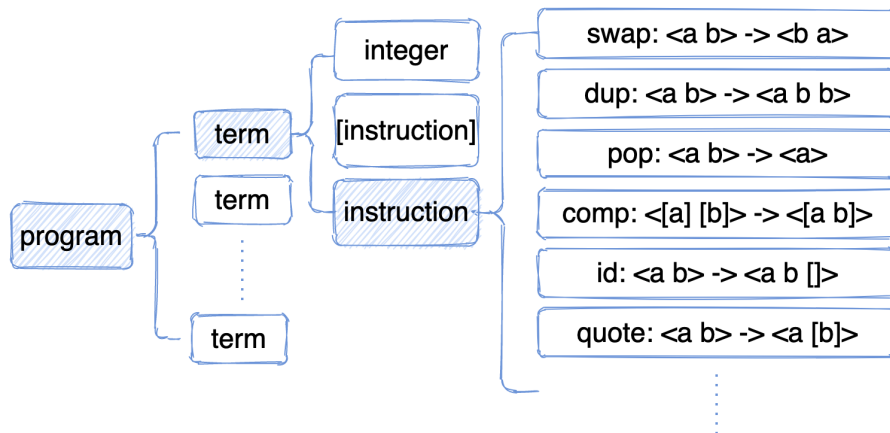 program
term
term
term
integer
[instruction]
instruction
swap: <a b> -> <b a>
dup: <a b> -> <a b b>
pop: <a b> -> <a>
comp: <[a] [b]> -> <[a b]>
id: <a b> -> <a b []>
quote: <a b> -> <a [b]>